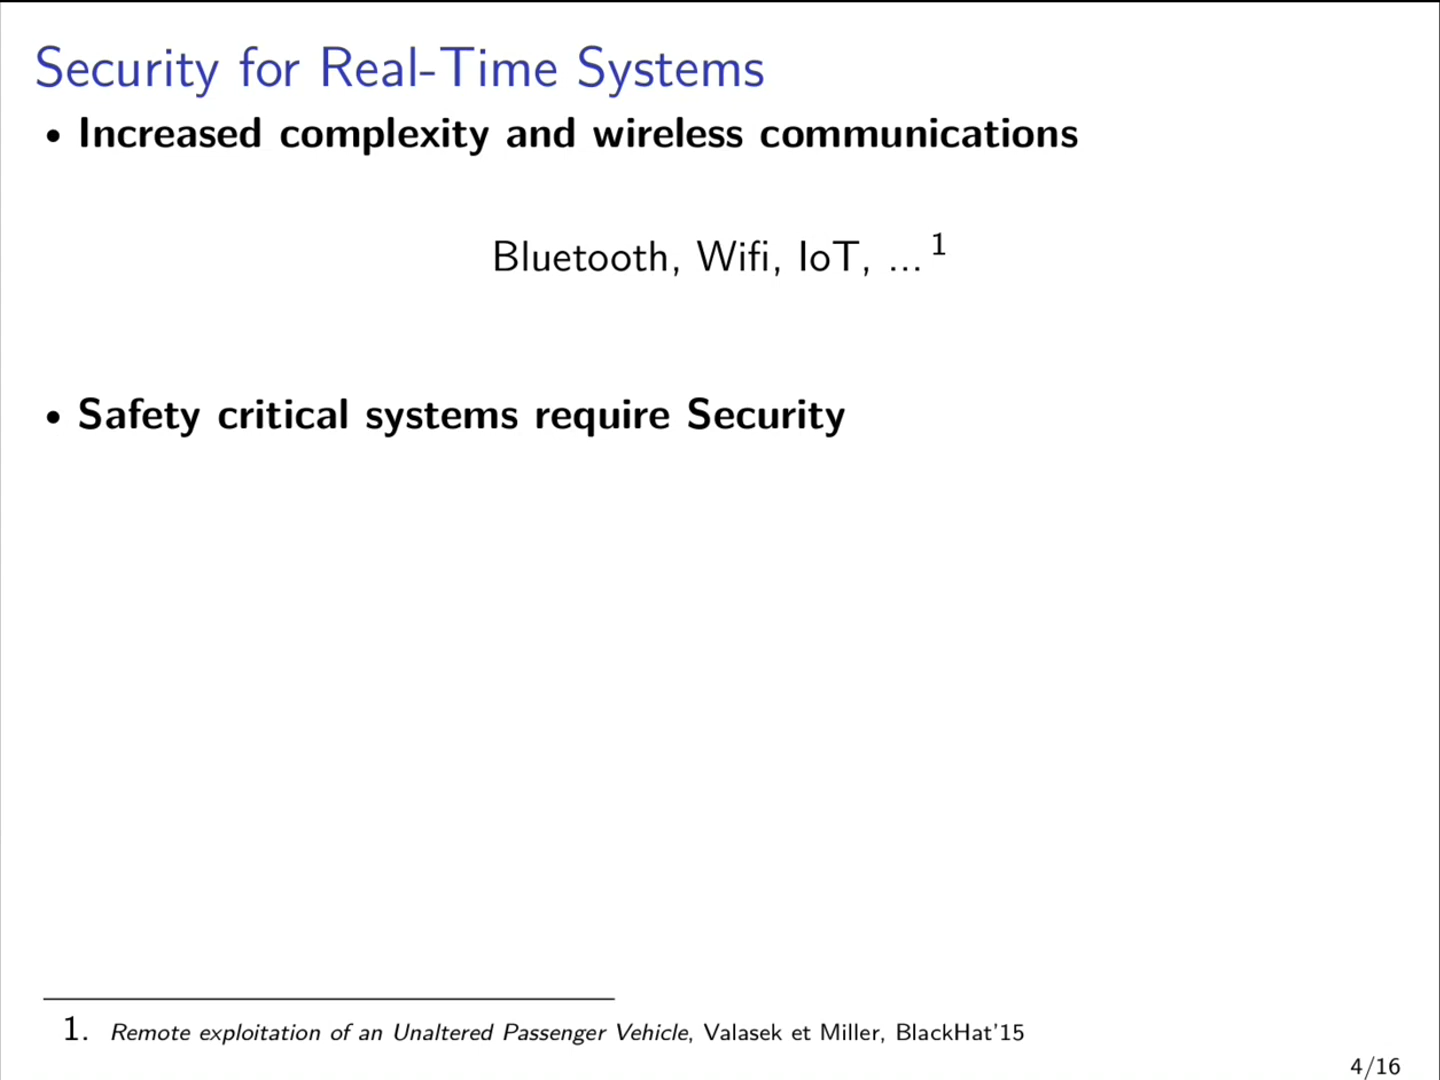 Security for Real-Time Systems
• Increased complexity and wireless communications
Bluetooth, Wifi, IoT, ... 1
• Safety critical systems require Security
1. Remote exploitation of an Unaltered Passenger Vehicle, Valasek et Miller, BlackHat'15
4/16